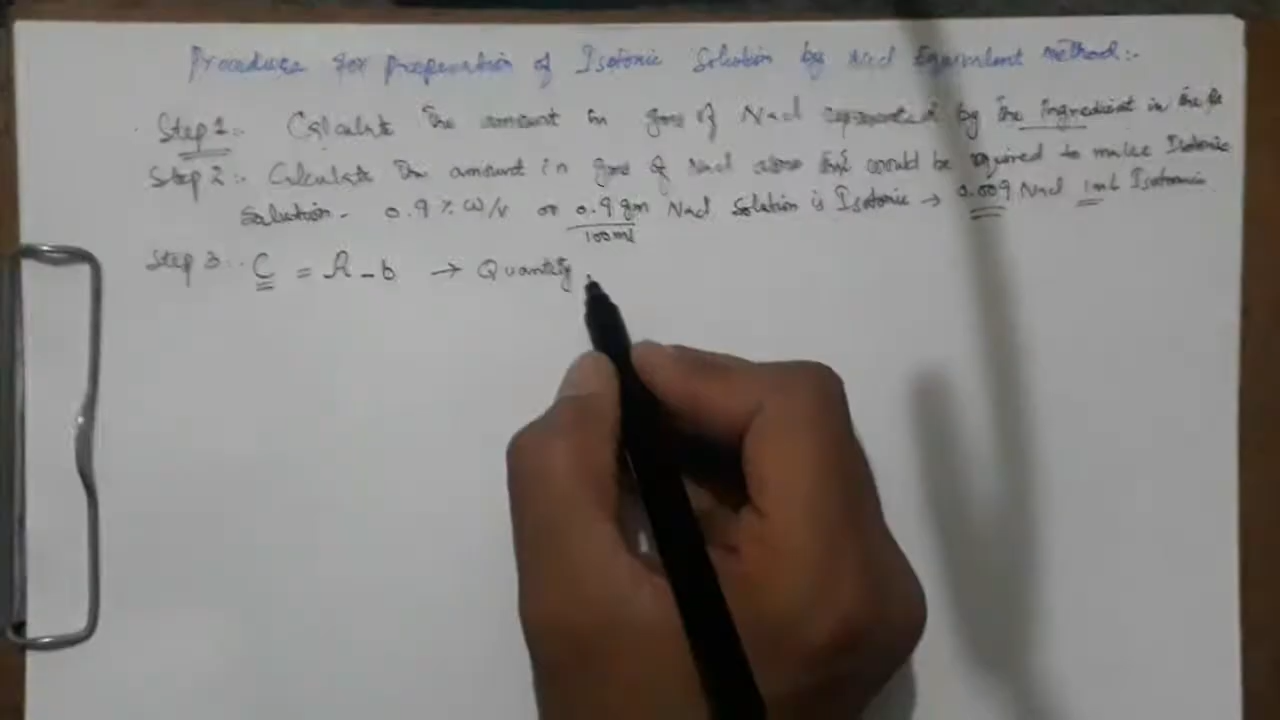 Procedure for preperation of Isotonic Solution by Nacl Equivalent method:-
Step 1:- Calculate the amount in gms of Nacl represented by the ingredient in the
Step 2:- Calculate the amount in gms of Nacl alone that would be required to make Isotonic
Solution. 0.9 % w/v or 0.9 gm Nacl Solution is Isotonic → 0.009 Nacl 1mL Isotonic
100ml
Step 3:- C = A - b → Quantity